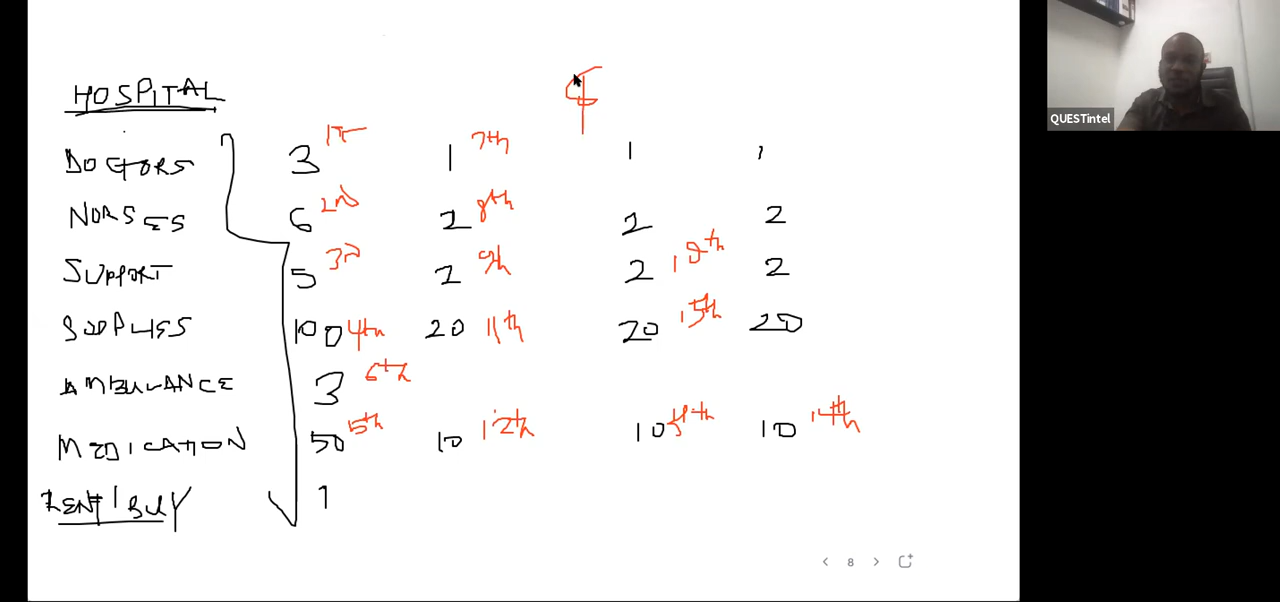 HOSPITAL
DOCTORS 3 1st 1 7th 1 1
NURSES 6 2nd 2 8th 2 2
SUPPORT 5 3rd 2 9th 2 10th 2
SUPPLIES 100 4th 20 11th 20 15th 20
AMBULANCE 3 6th
MEDICATION 50 5th 10 12th 10 10 14th
RENT/BUY 1
8
QUESTintel